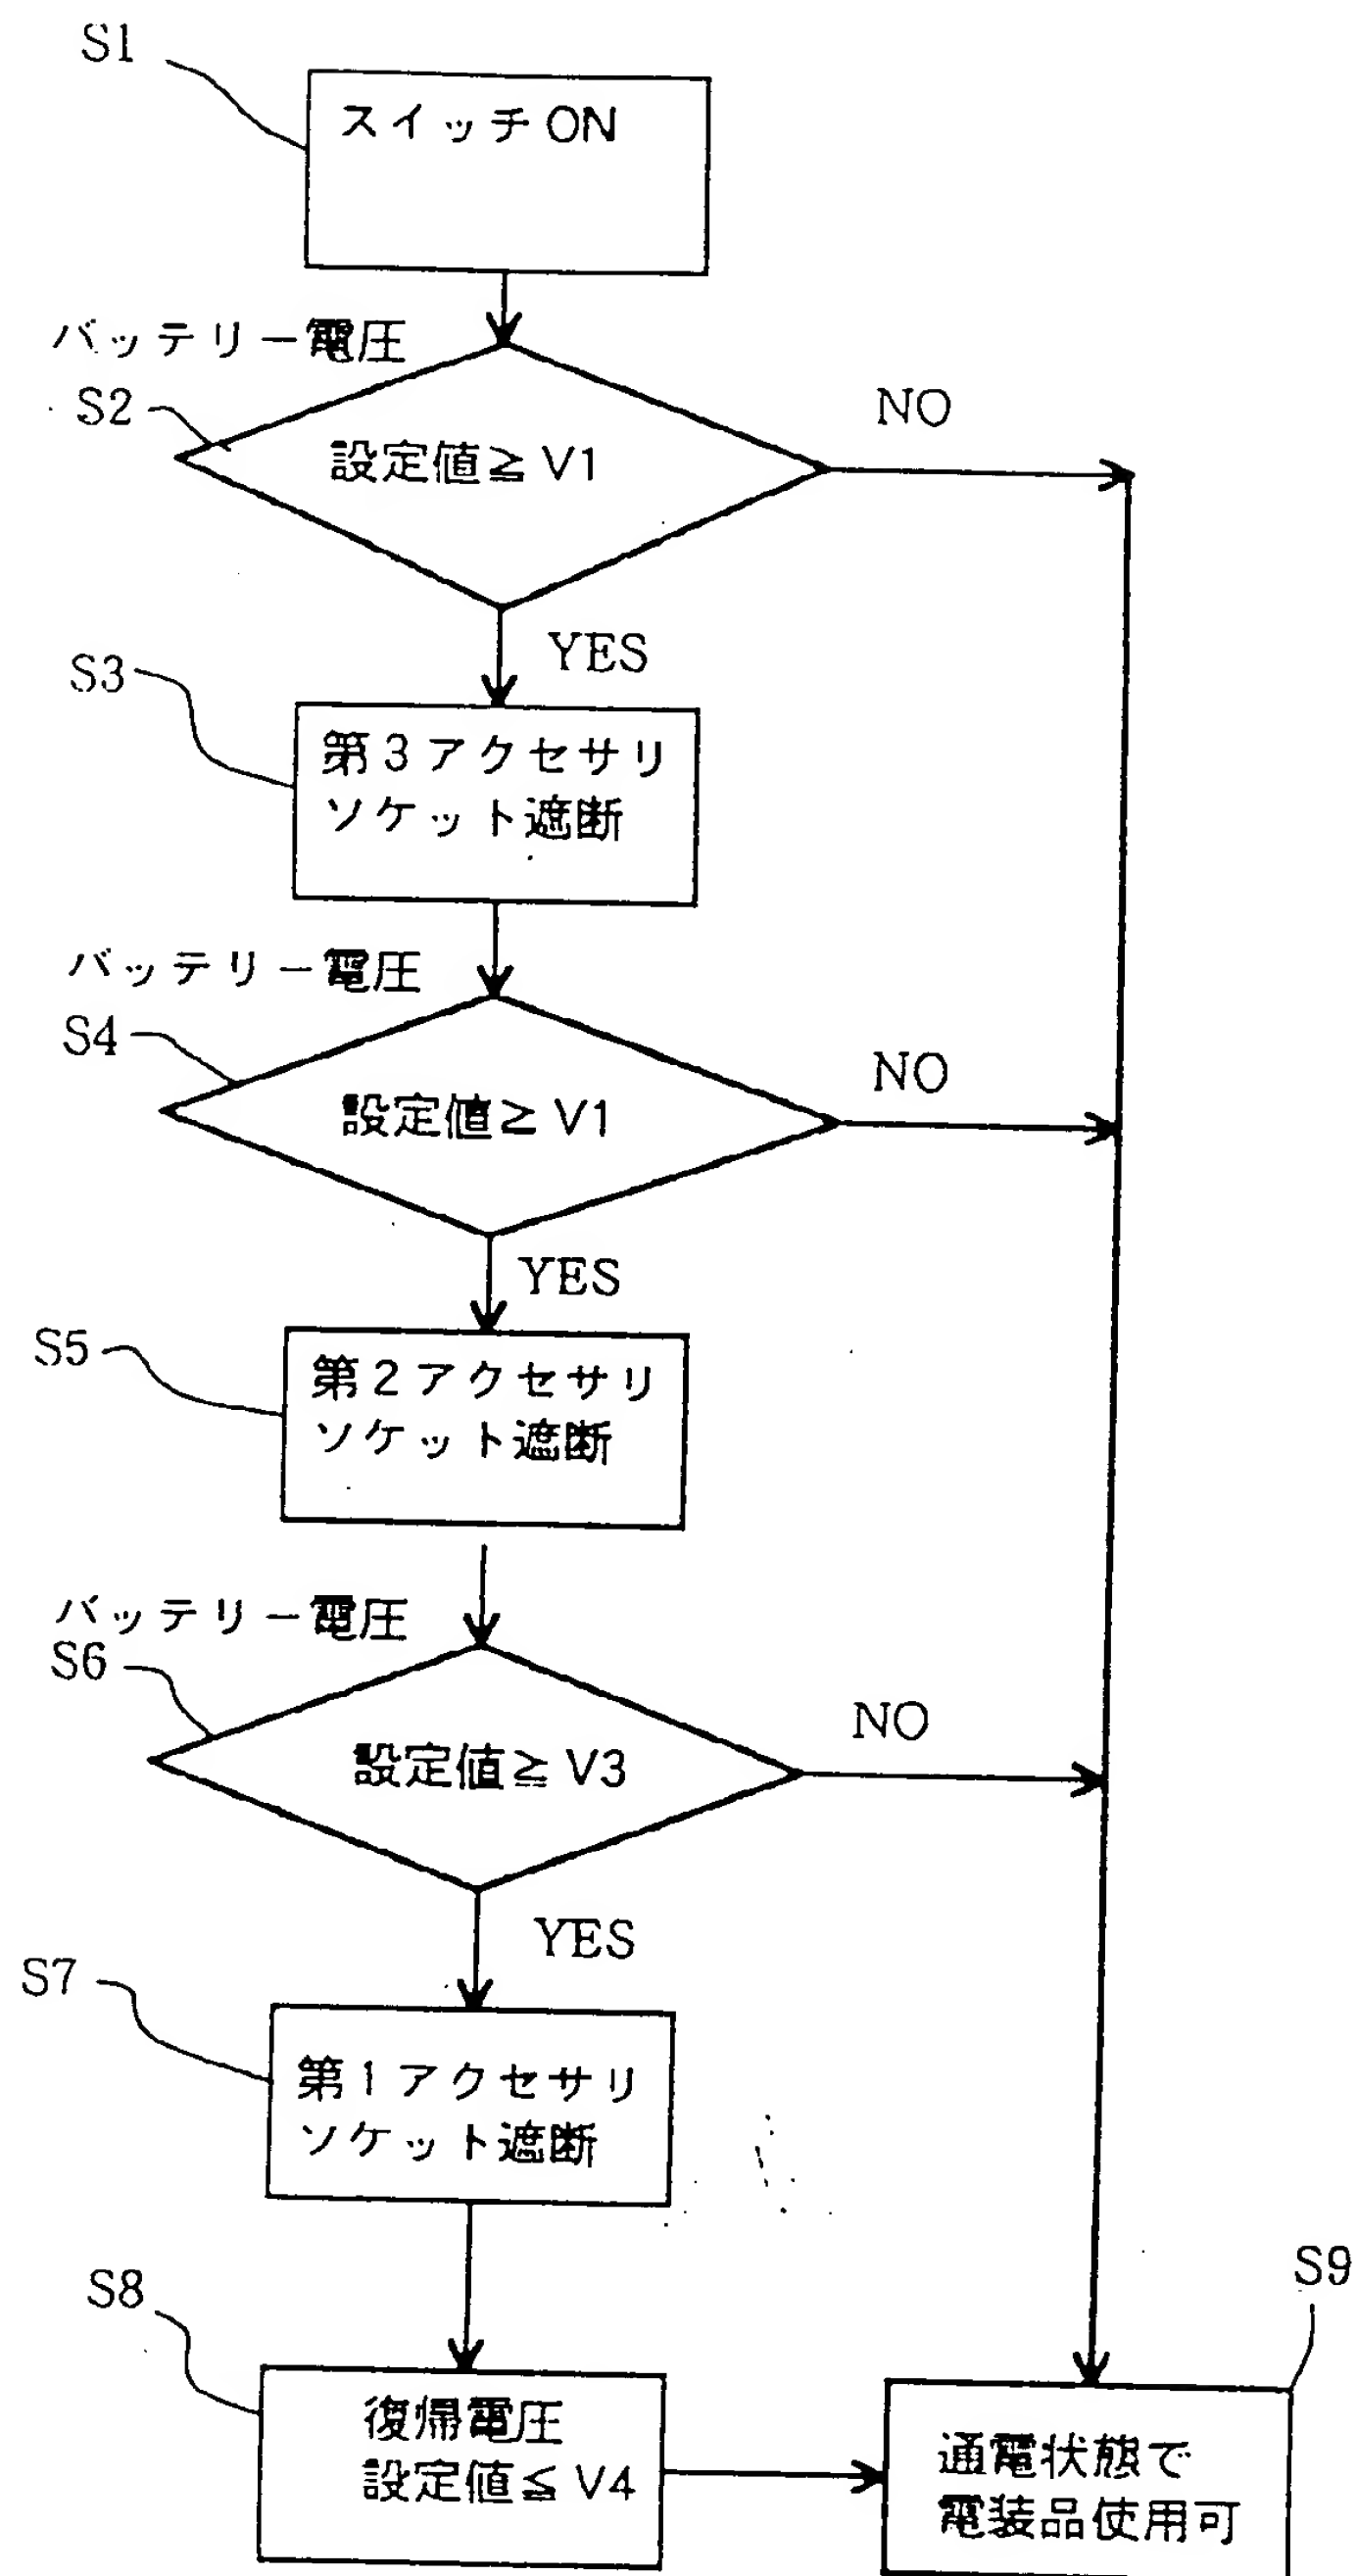 S1
スイッチON
バッテリー電圧
S2
設定値≧V1
NO
YES
S3
第3アクセサリ
ソケット遮断
バッテリー電圧
S4
設定値≧V1
NO
YES
S5
第2アクセサリ
ソケット遮断
バッテリー電圧
S6
設定値≧V3
NO
YES
S7
第1アクセサリ
ソケット遮断
S8
復帰電圧
設定値≦V4
S9
通電状態で
電装品使用可